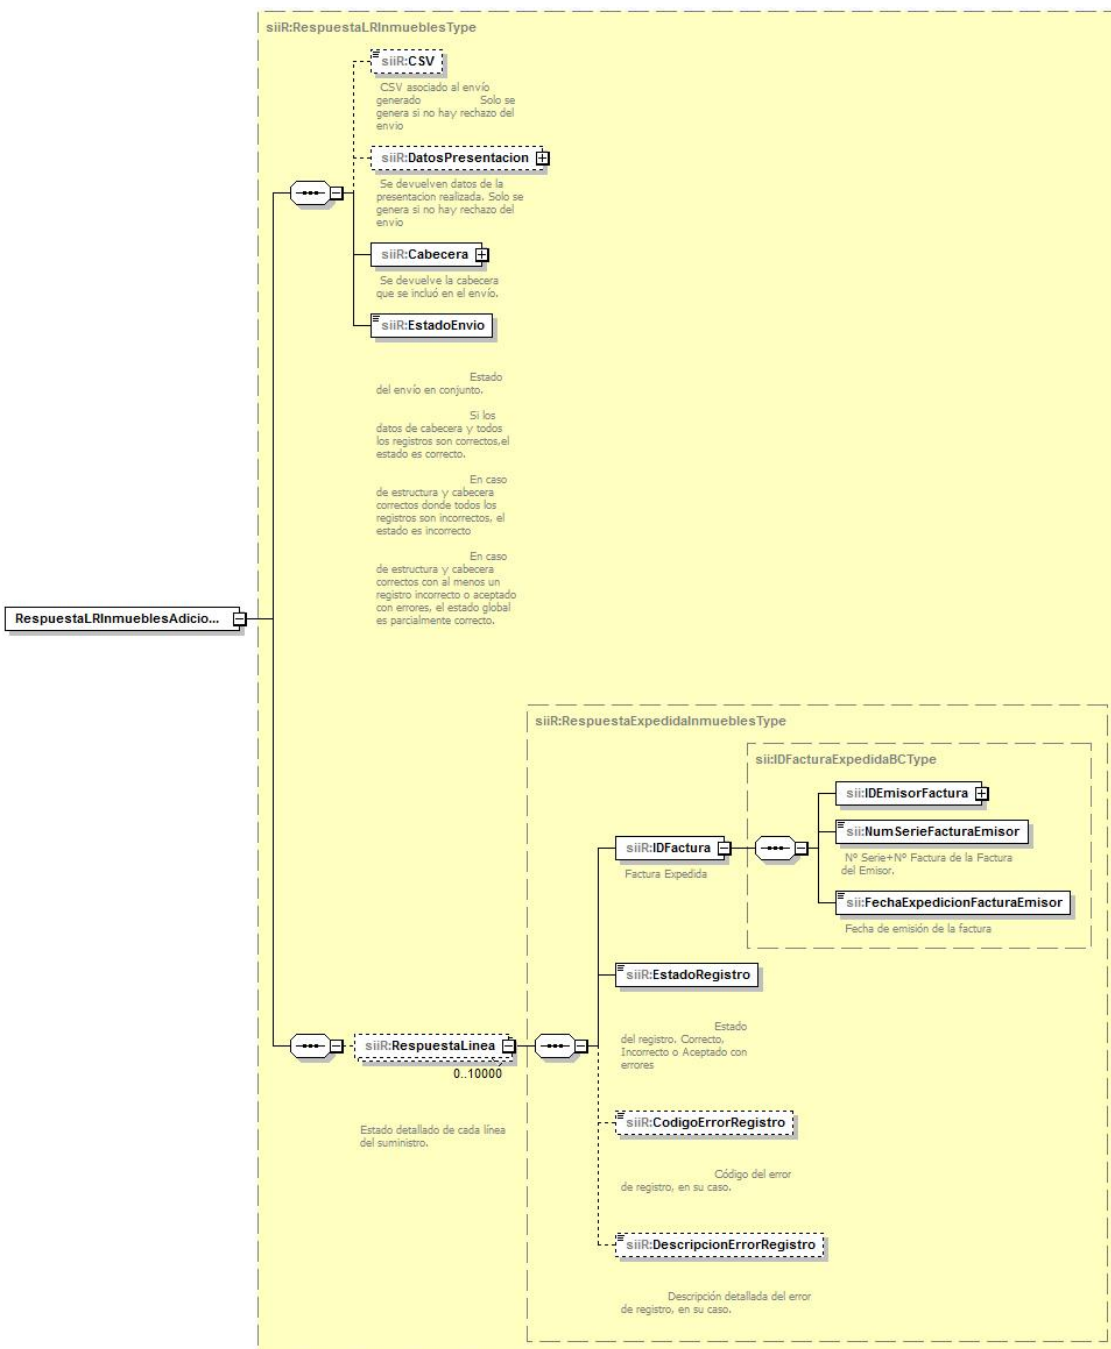 siiR:RespuestaLRInmueblesType
siiR:CSV
CSV asociado al envío
generado Solo se
genera si no hay rechazo del
envio
siiR:DatosPresentacion
Se devuelven datos de la
presentacion realizada. Solo se
genera si no hay rechazo del
envio
siiR:Cabecera
Se devuelve la cabecera
que se incluó en el envío.
siiR:EstadoEnvio
Estado
del envío en conjunto.
Si los
datos de cabecera y todos
los registros son correctos,el
estado es correcto.
En caso
de estructura y cabecera
correctos donde todos los
registros son incorrectos, el
estado es incorrecto
En caso
de estructura y cabecera
correctos con al menos un
registro incorrecto o aceptado
con errores, el estado global
es parcialmente correcto.
RespuestaLRInmueblesAdicio...
siiR:RespuestaExpedidaInmueblesType
sii:IDFacturaExpedidaBCType
sii:IDEmisorFactura
sii:NumSerieFacturaEmisor
Nº Serie+Nº Factura de la Factura
del Emisor.
siiR:IDFactura
Factura Expedida
sii:FechaExpedicionFacturaEmisor
Fecha de emisión de la factura
siiR:EstadoRegistro
Estado
del registro. Correcto,
Incorrecto o Aceptado con
errores
siiR:RespuestaLinea
0..10000
Estado detallado de cada línea
del suministro.
siiR:CodigoErrorRegistro
Código del error
de registro, en su caso.
siiR:DescripcionErrorRegistro
Descripción detallada del error
de registro, en su caso.